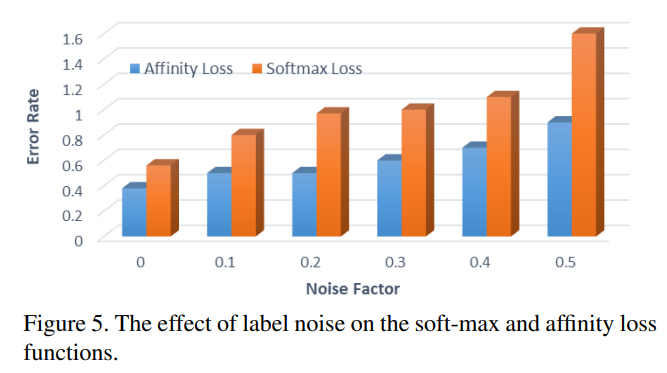 1.6
1.4
1.2
1
0.8
0.6
0.4
0.2
0
Error Rate
Affinity Loss Softmax Loss
0 0.1 0.2 0.3 0.4 0.5
Noise Factor
Figure 5. The effect of label noise on the soft-max and affinity loss
functions.